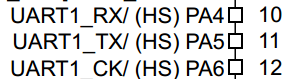 UART1_RX/ (HS) PA4 10
UART1_TX/ (HS) PA5 11
UART1_CK/ (HS) PA6 12